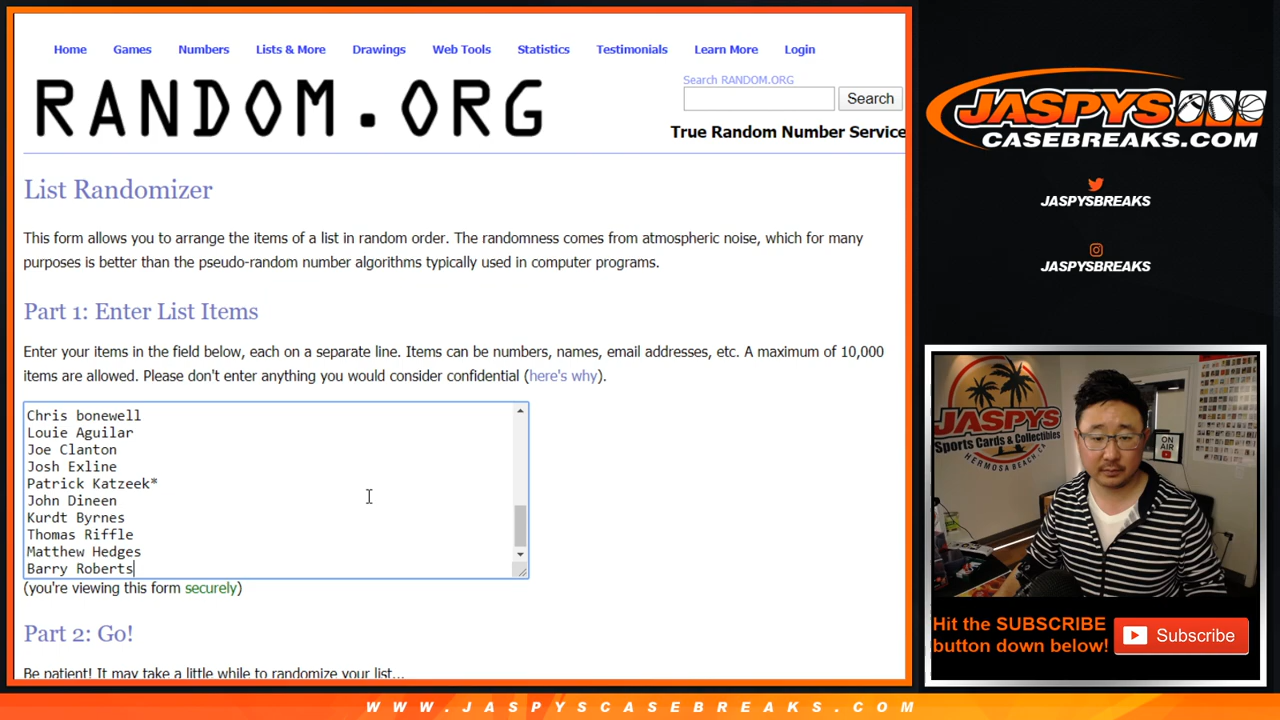 Home Games Numbers Lists & More Drawings Web Tools Statistics Testimonials Learn More Login
RANDOM.ORG
Search RANDOM.ORG
Search
True Random Number Service
List Randomizer
This form allows you to arrange the items of a list in random order. The randomness comes from atmospheric noise, which for many
purposes is better than the pseudo-random number algorithms typically used in computer programs.
Part 1: Enter List Items
Enter your items in the field below, each on a separate line. Items can be numbers, names, email addresses, etc. A maximum of 10,000
items are allowed. Please don't enter anything you would consider confidential (here's why).
Chris bonewell
Louie Aguilar
Joe Clanton
Josh Exline
Patrick Katzeek*
John Dineen
Kurdt Byrnes
Thomas Riffle
Matthew Hedges
Barry Roberts
(you're viewing this form securely)
Part 2: Go!
Be patient! It may take a little while to randomize your list...
JASPYS
CASEBREAKS.COM
JASPYSBREAKS
JASPYSBREAKS
JASPYS
Sports Cards & Collectibles
HERMOSA BEACH, CA
ON
AIR
Hit the SUBSCRIBE
button down below!
Subscribe
WWW.JASPYSCASEBREAKS.COM